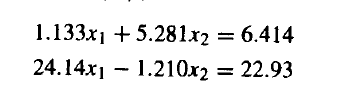 1.133x₁ + 5.281x₂ = 6.414
24.14x₁ − 1.210x₂ = 22.93